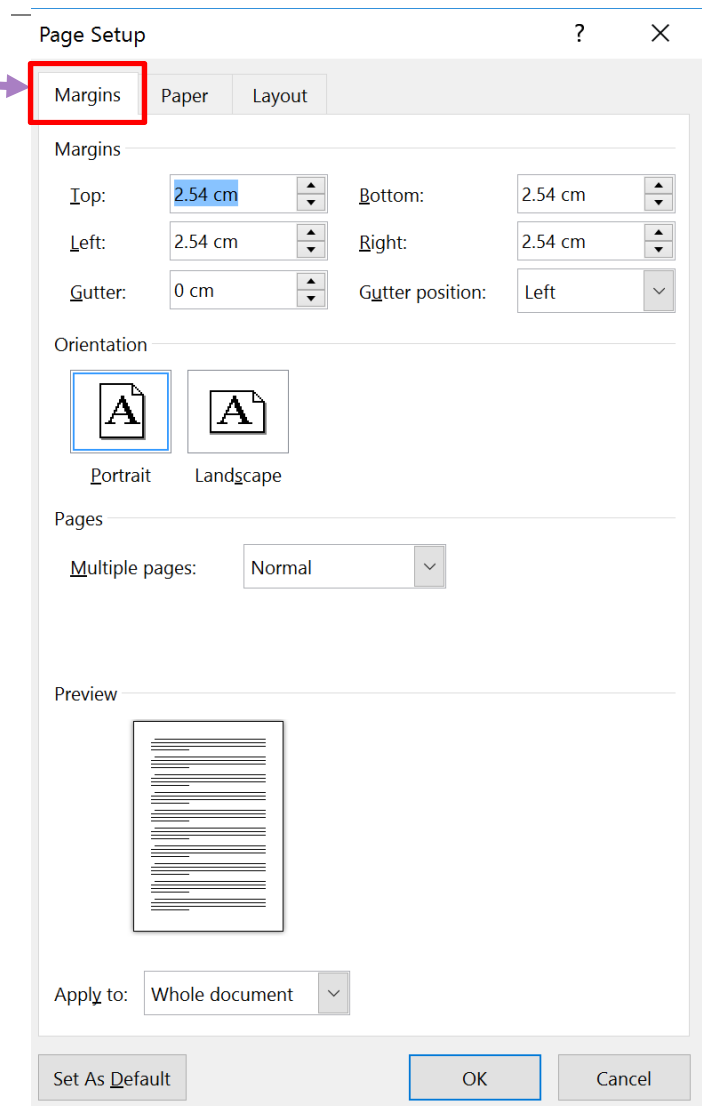 Page Setup ? ×
Margins Paper Layout
Margins
Top: 2.54 cm Bottom: 2.54 cm
Left: 2.54 cm Right: 2.54 cm
Gutter: 0 cm Gutter position: Left
Orientation
A A
Portrait Landscape
Pages
Multiple pages: Normal
Preview
Apply to: Whole document
Set As Default OK Cancel